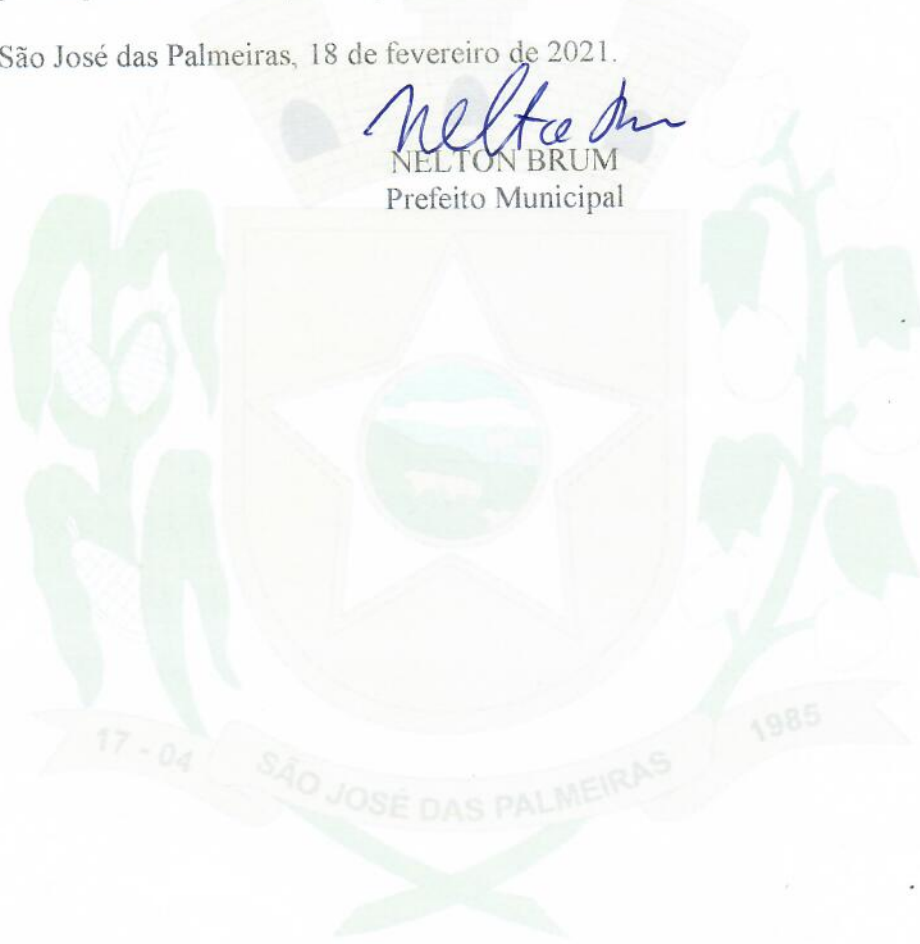 São José das Palmeiras, 18 de fevereiro de 2021.
NELTON BRUM
Prefeito Municipal
17 - 04
SÃO JOSÉ DAS PALMEIRAS
1985